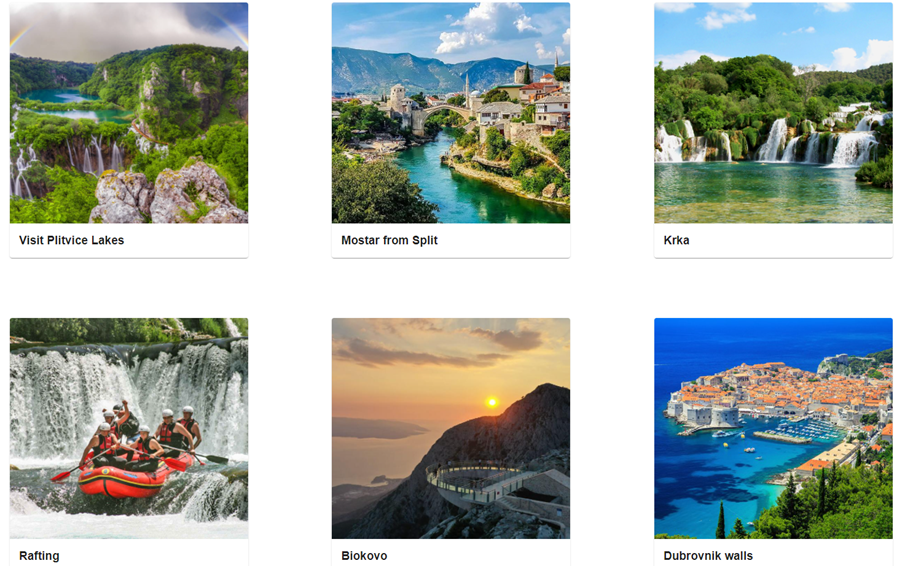 Visit Plitvice Lakes
Mostar from Split
Krka
Rafting
Biokovo
Dubrovnik walls